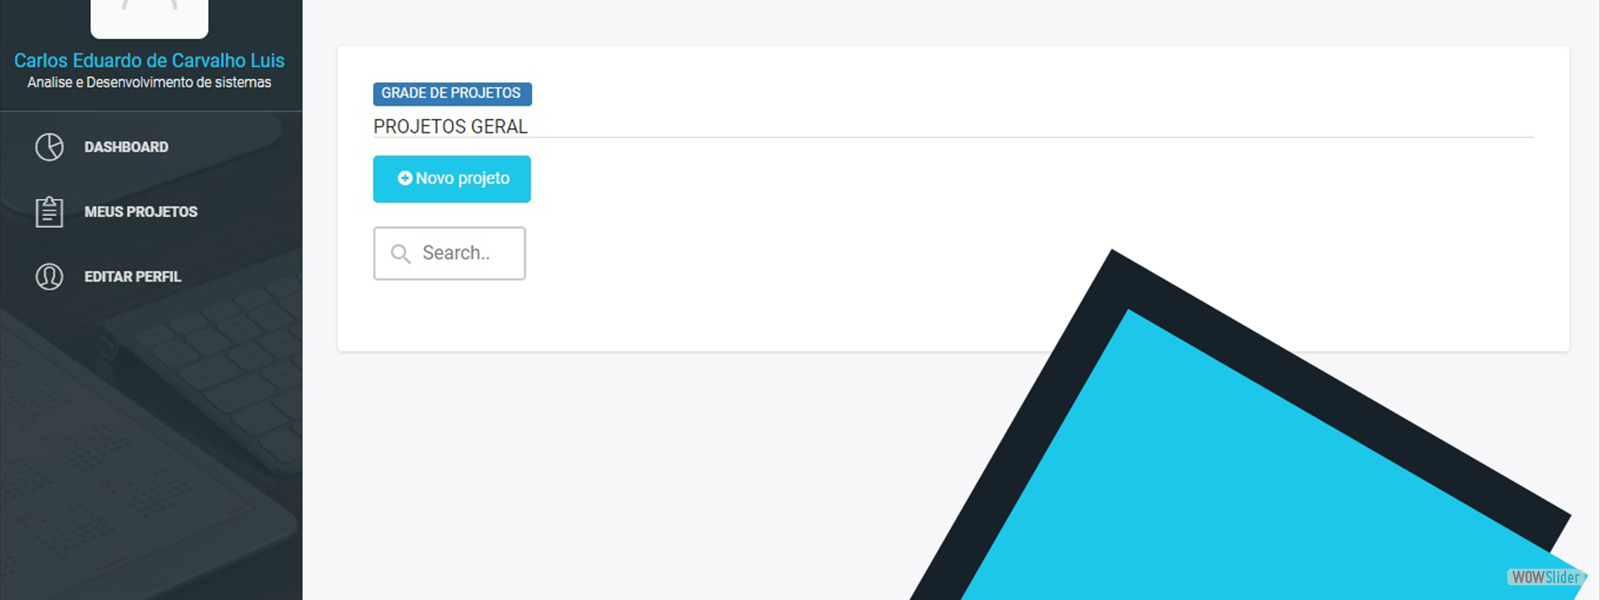 Carlos Eduardo de Carvalho Luis
Analise e Desenvolvimento de sistemas
DASHBOARD
MEUS PROJETOS
EDITAR PERFIL
GRADE DE PROJETOS
PROJETOS GERAL
Novo projeto
Search..
WOWSlider